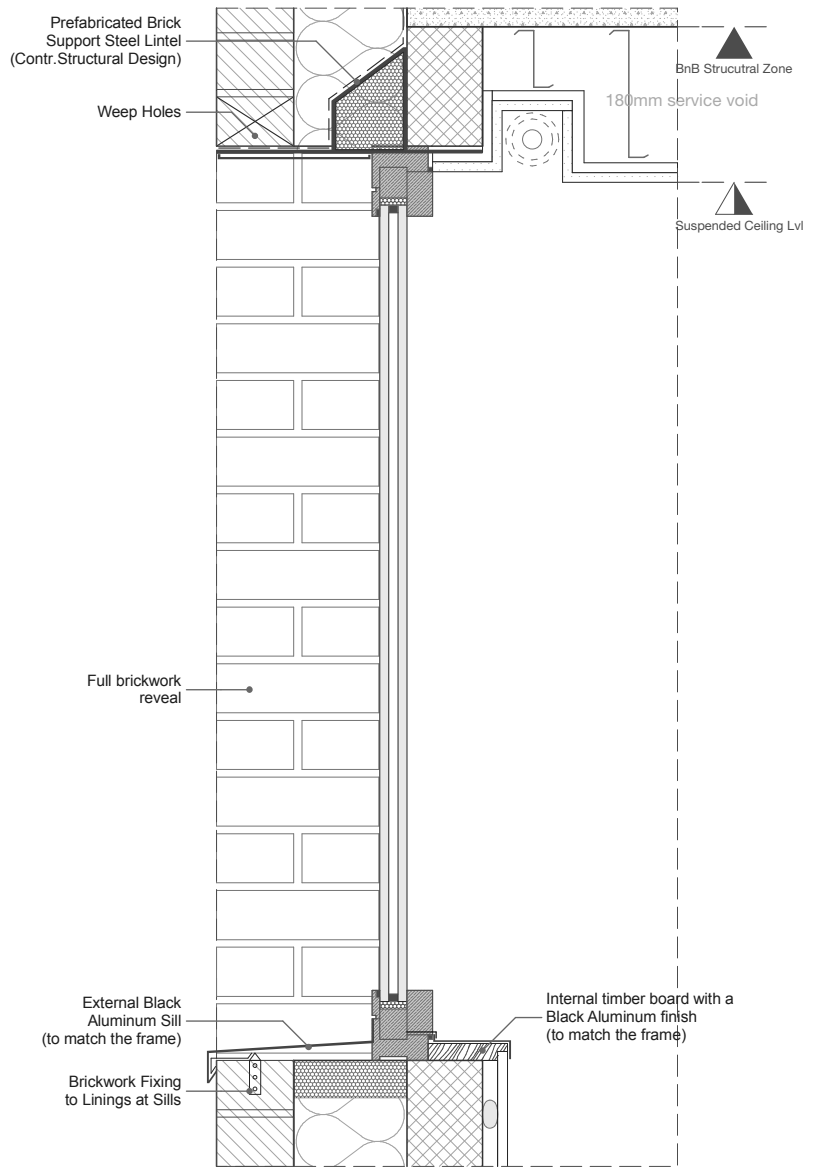 Prefabricated Brick
Support Steel Lintel
(Contr.Structural Design)
Weep Holes
BnB Strucutral Zone
180mm service void
Suspended Ceiling Lvl
Full brickwork
reveal
External Black
Aluminum Sill
(to match the frame)
Internal timber board with a
Black Aluminum finish
(to match the frame)
Brickwork Fixing
to Linings at Sills